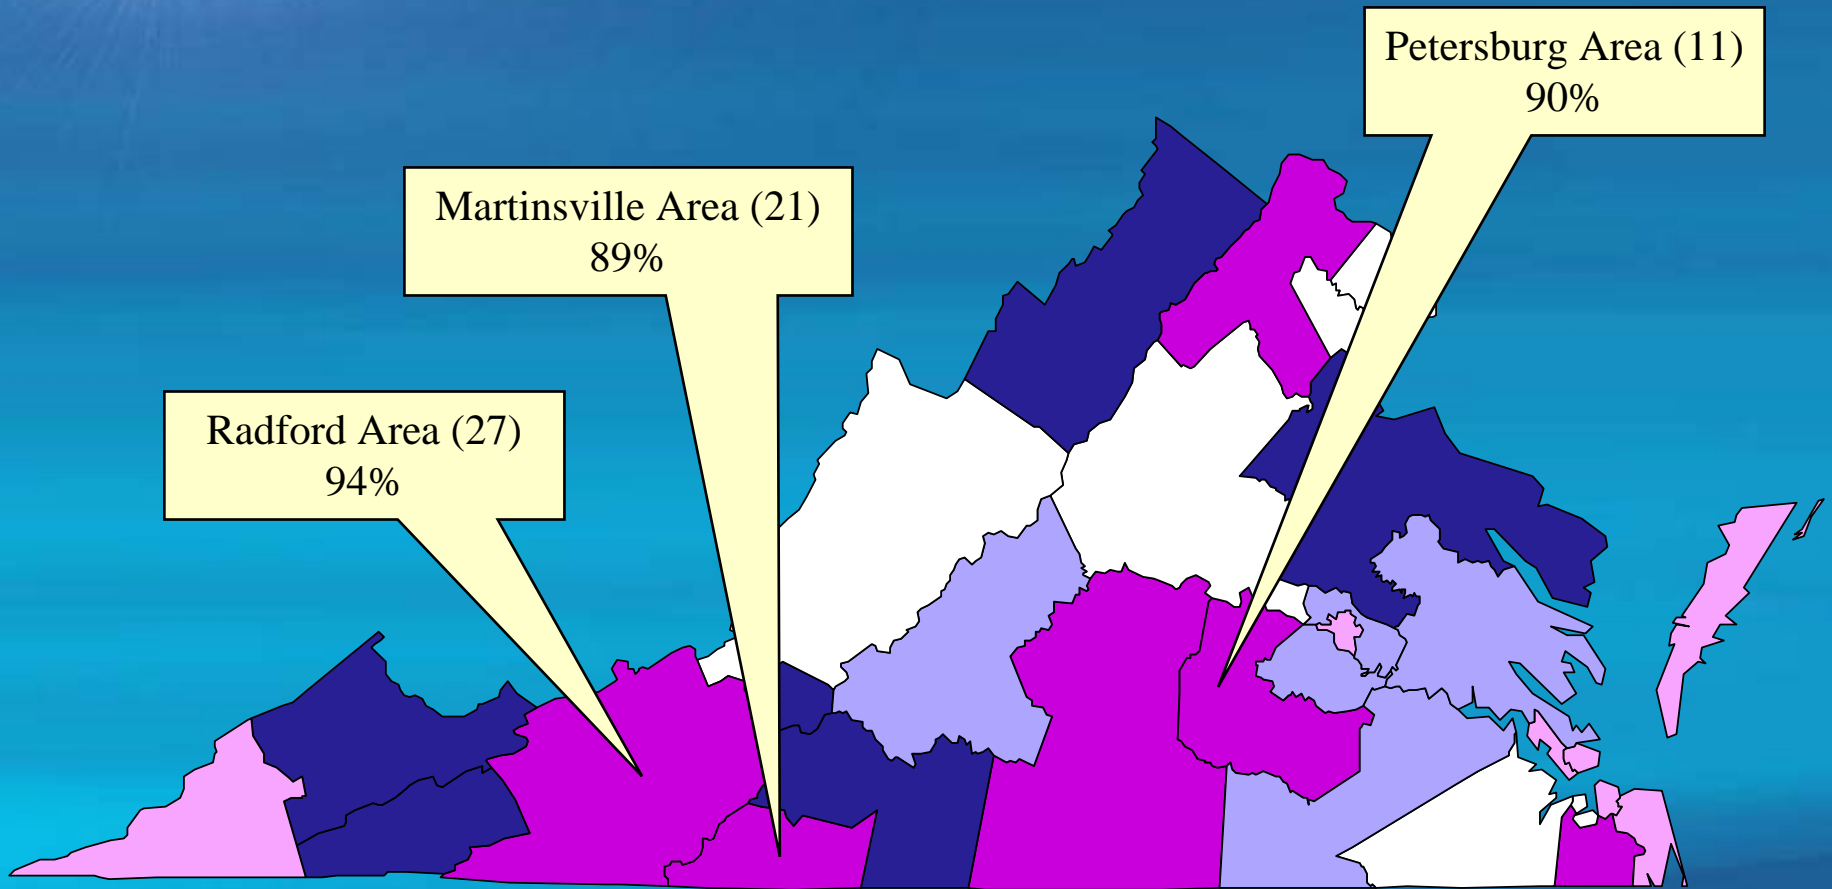 Petersburg Area (11)
90%
Martinsville Area (21)
89%
Radford Area (27)
94%